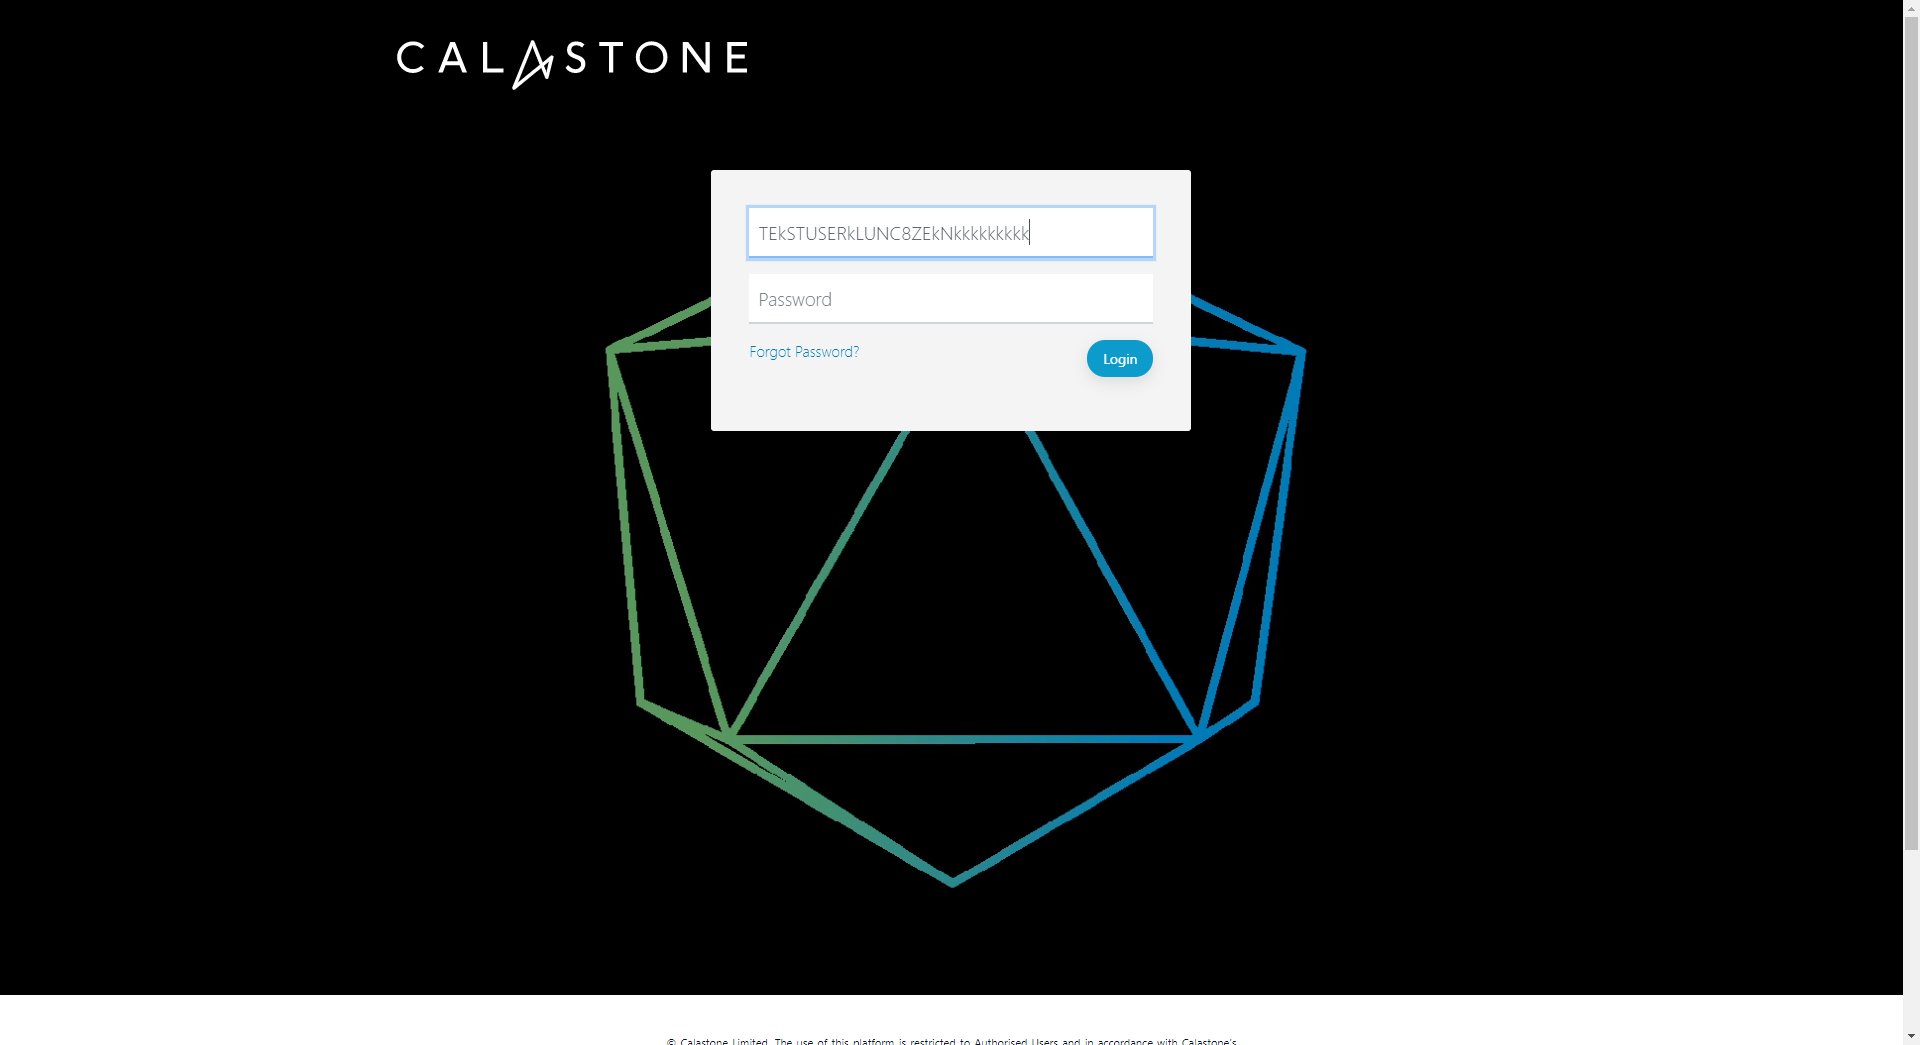 CALASTONE
TEkSTUSERkLUNC8ZEkNkkkkkkkkk
Password
Forgot Password?
Login
© Calastone Limited. The use of this platform is restricted to Authorised Users and in accordance with Calastone's